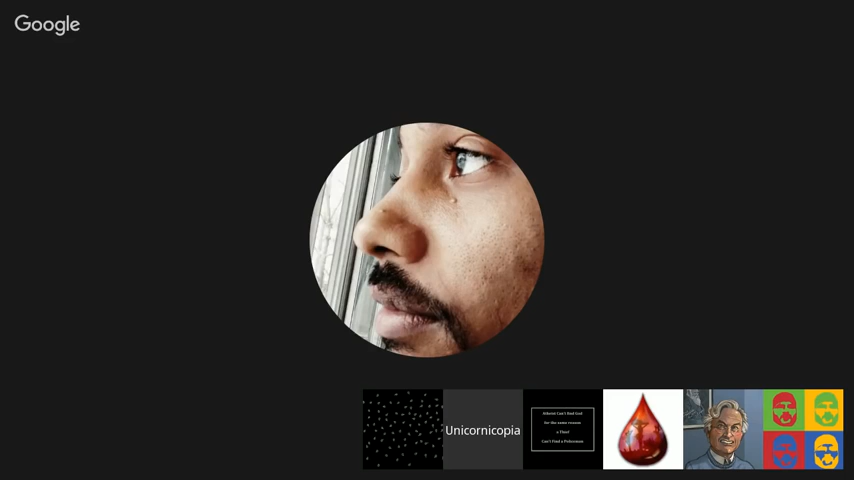 Google
Unicornicopia
Atheist Can't find God
for the same reason
a Thief
Can't Find a Policeman